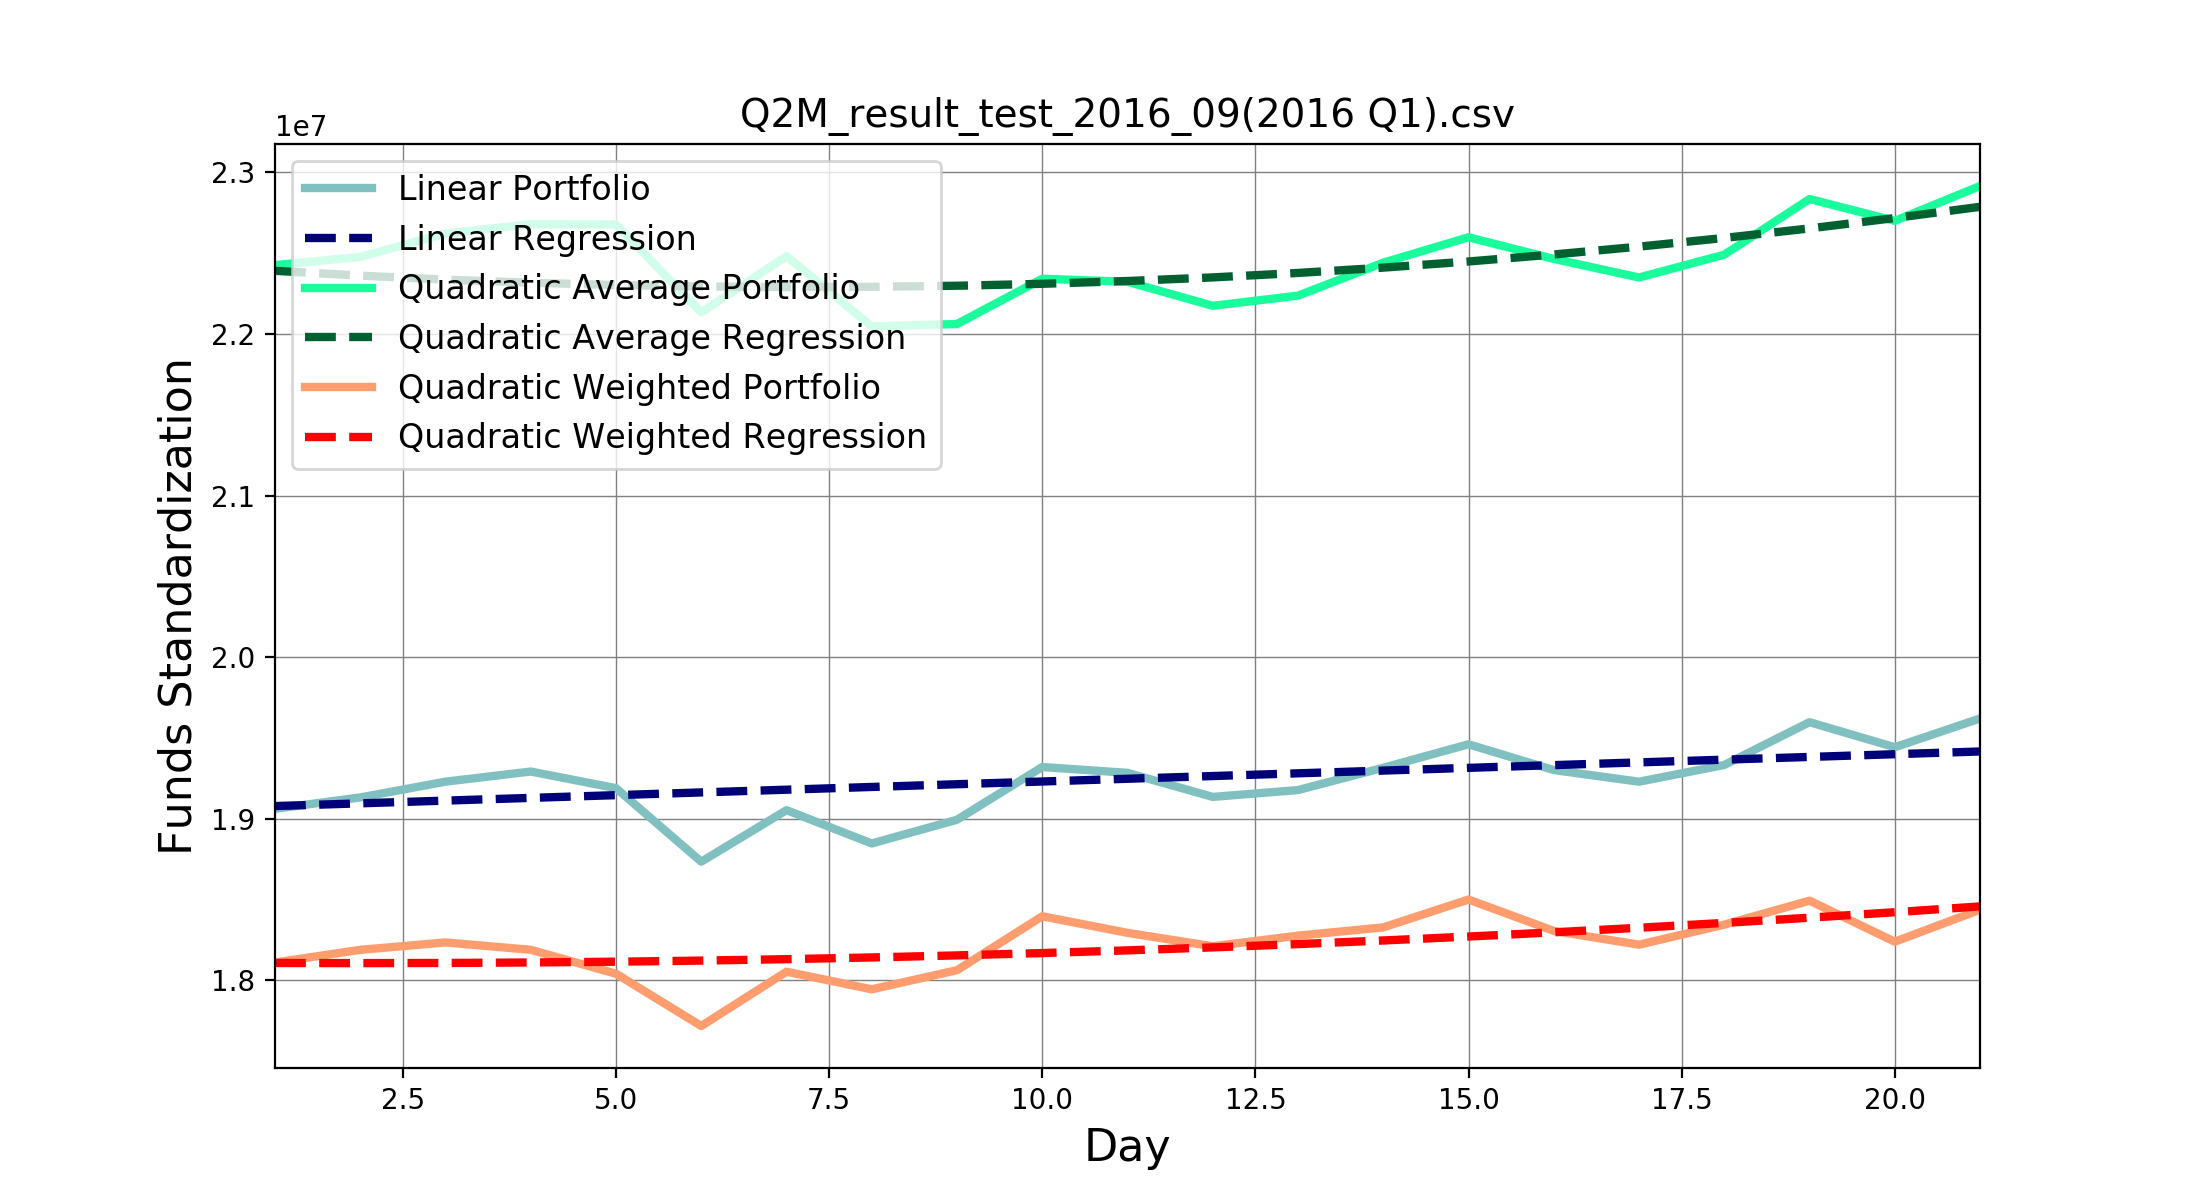 Q2M_result_test_2016_09(2016 Q1).csv
1e7
2.3
2.2
2.1
2.0
1.9
1.8
Funds Standardization
Linear Portfolio
Linear Regression
Quadratic Average Portfolio
Quadratic Average Regression
Quadratic Weighted Portfolio
Quadratic Weighted Regression
2.5 5.0 7.5 10.0 12.5 15.0 17.5 20.0
Day